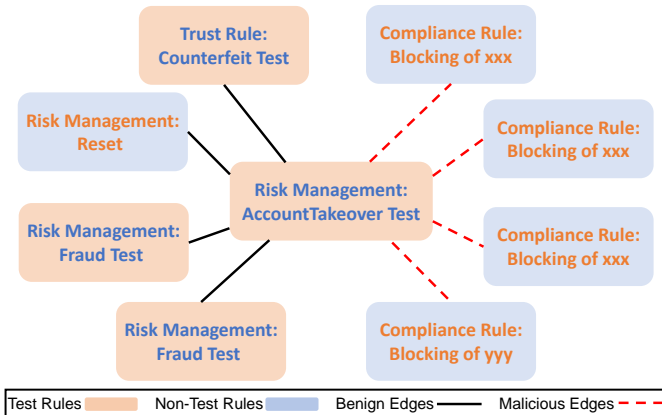 Trust Rule:
Counterfeit Test
Compliance Rule:
Blocking of xxx
Risk Management:
Reset
Compliance Rule:
Blocking of xxx
Risk Management:
AccountTakeover Test
Risk Management:
Fraud Test
Compliance Rule:
Blocking of xxx
Risk Management:
Fraud Test
Compliance Rule:
Blocking of yyy
Test Rules Non-Test Rules Benign Edges Malicious Edges